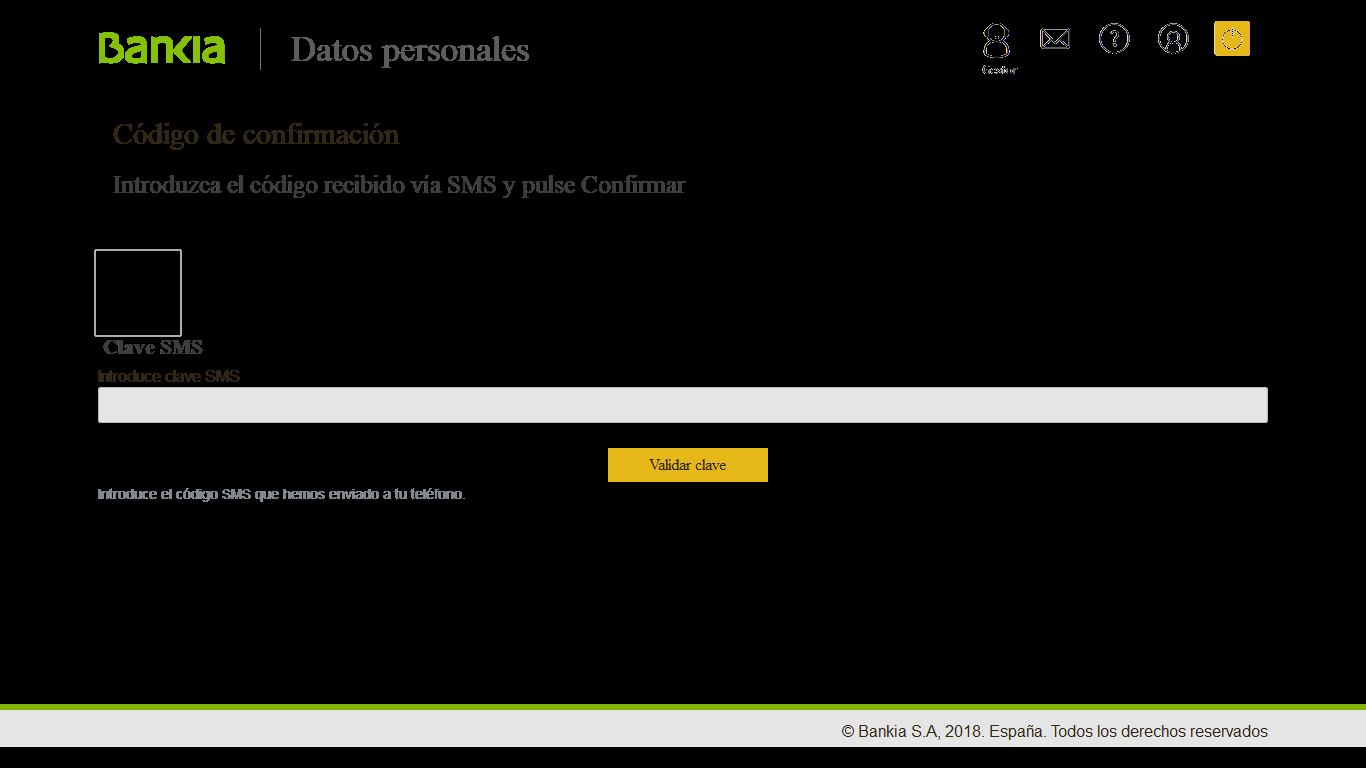 Bankia
Datos personales
Gestor
Código de confirmación
Introduzca el código recibido vía SMS y pulse Confirmar
Clave SMS
Introduce clave SMS
Validar clave
Introduce el código SMS que hemos enviado a tu teléfono.
© Bankia S.A, 2018. España. Todos los derechos reservados